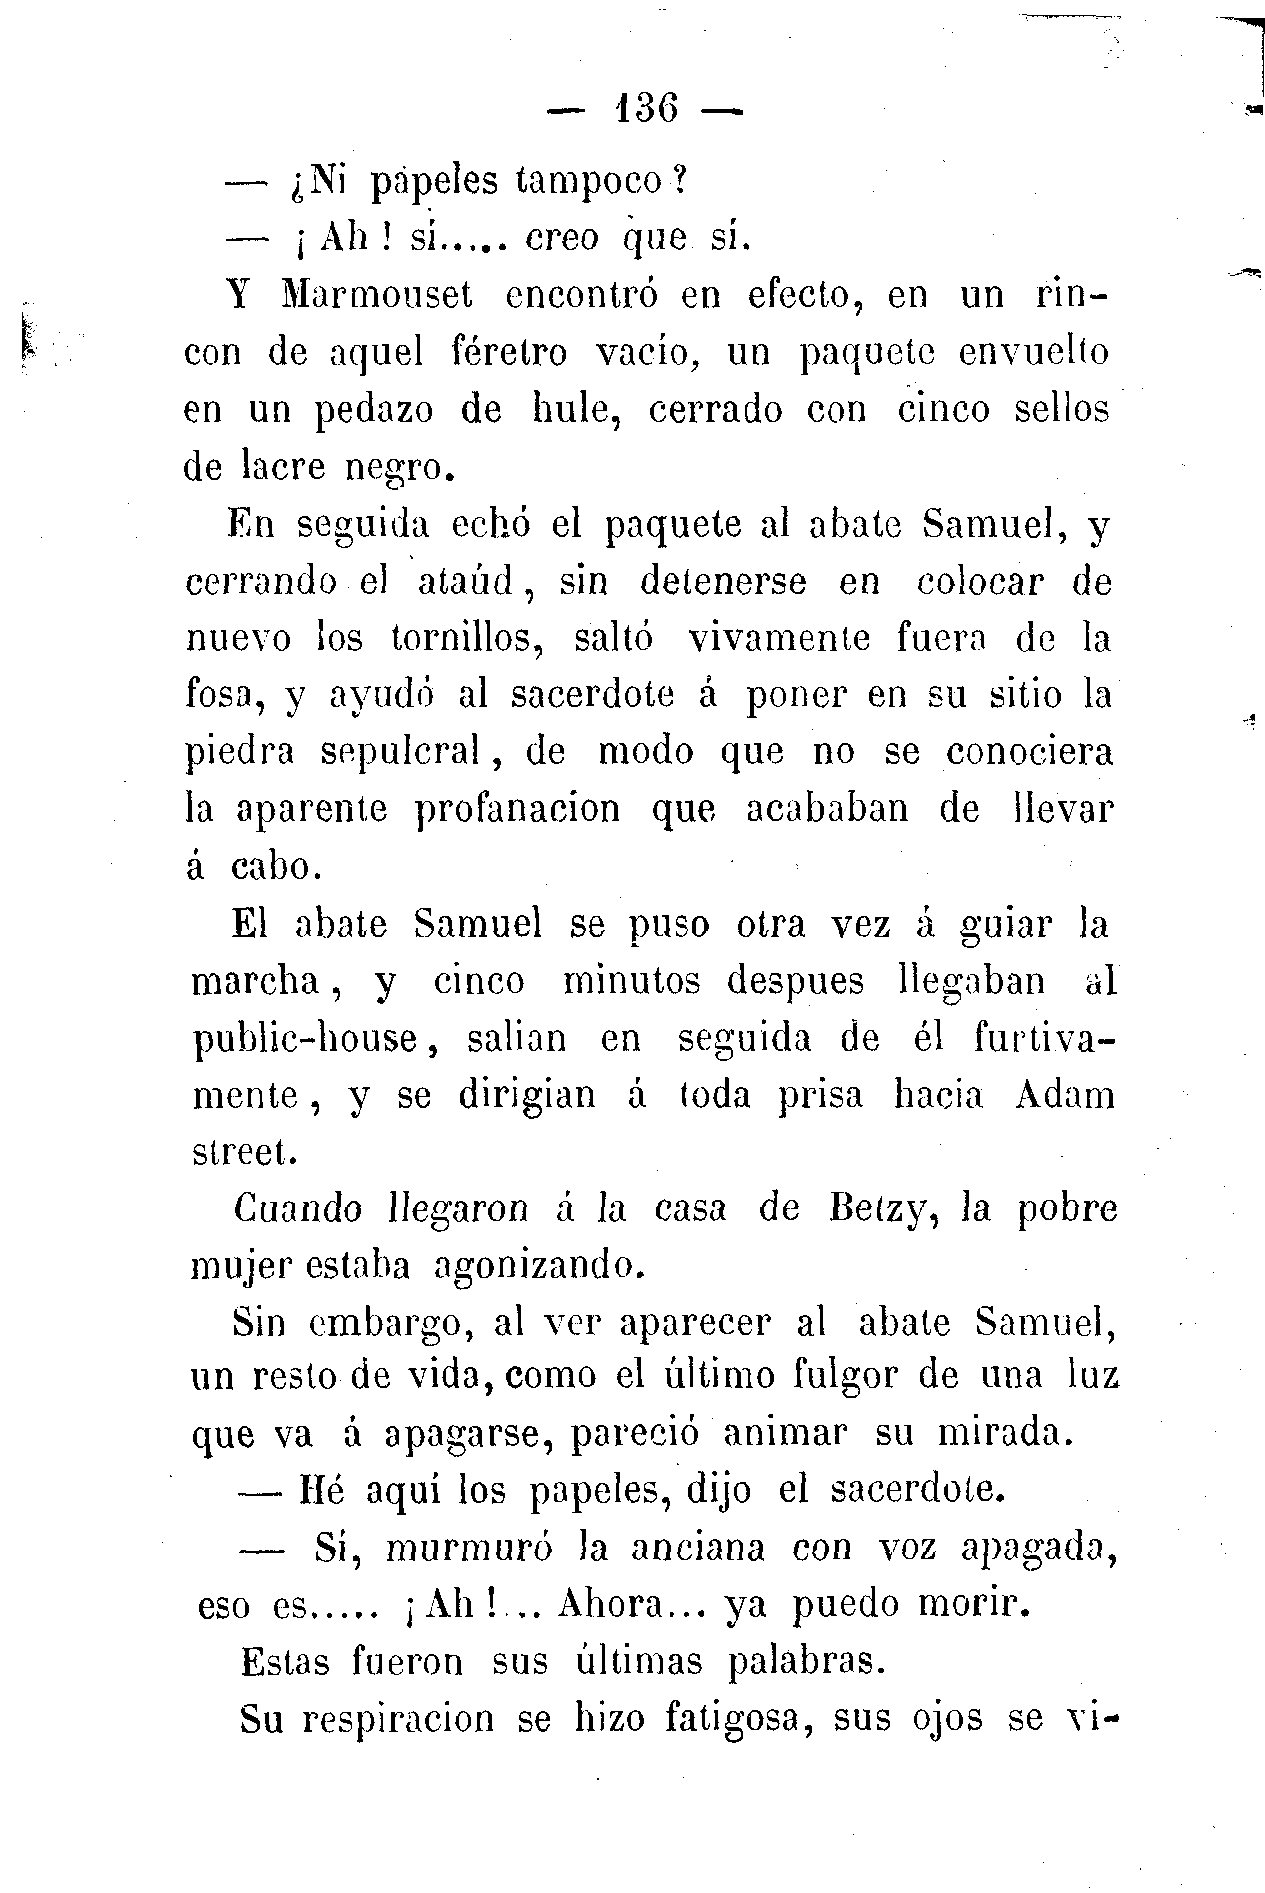 — 136 —
— ¿Ni papeles tampoco?
— ¡Ah! sí..... creo que sí.
Y Marmouset encontró en efecto, en un rin-
con de aquel féretro vacío, un paquete envuelto
en un pedazo de hule, cerrado con cinco sellos
de lacre negro.
En seguida echó el paquete al abate Samuel, y
cerrando el ataúd, sin detenerse en colocar de
nuevo los tornillos, saltó vivamente fuera de la
fosa, y ayudó al sacerdote á poner en su sitio la
piedra sepulcral, de modo que no se conociera
la aparente profanacion que acababan de llevar
á cabo.
El abate Samuel se puso otra vez á guiar la
marcha, y cinco minutos despues llegaban al
public-house, salian en seguida de él furtiva-
mente, y se dirigian á toda prisa hacia Adam
street.
Cuando llegaron á la casa de Betzy, la pobre
mujer estaba agonizando.
Sin embargo, al ver aparecer al abate Samuel,
un resto de vida, como el último fulgor de una luz
que va á apagarse, pareció animar su mirada.
— Hé aquí los papeles, dijo el sacerdote.
— Sí, murmuró la anciana con voz apagada,
eso es..... ¡Ah!... Ahora... ya puedo morir.
Estas fueron sus últimas palabras.
Su respiracion se hizo fatigosa, sus ojos se vi-